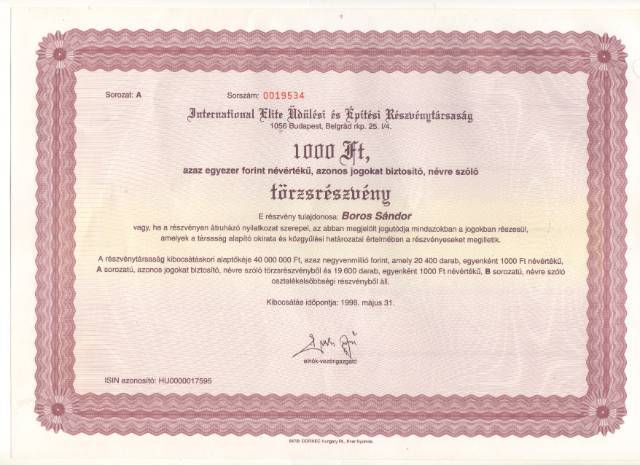 Sorozat: A
Sorszám: 0019534
International Elite Üdülési és Építési Részvénytársaság
1056 Budapest, Belgrád rkp. 25. I/4.
1000 Ft,
azaz egyezer forint névértékű, azonos jogokat biztosító, névre szóló
törzsrészvény
E részvény tulajdonosa: Boros Sándor
vagy, ha a részvényen átruházó nyilatkozat szerepel, az abban megjelölt jogutódja mindazokban a jogokban részesül,
amelyek a társaság alapító okirata és közgyűlési határozatai értelmében a részvényeseket megilletik.
A részvénytársaság kibocsátáskori alaptőkéje 40 000 000 Ft, azaz negyvenmillió forint, amely 20 400 darab, egyenként 1000 Ft névértékű,
A sorozatú, azonos jogokat biztosító, névre szóló törzsrészvényből és 19 600 darab, egyenként 1000 Ft névértékű, B sorozatú, névre szóló
osztalékelsőbbségi részvényből áll.
Kibocsátás időpontja: 1998. május 31.
elnök-vezérigazgató
ISIN azonosító: HU0000017595
Hungary Rt.,